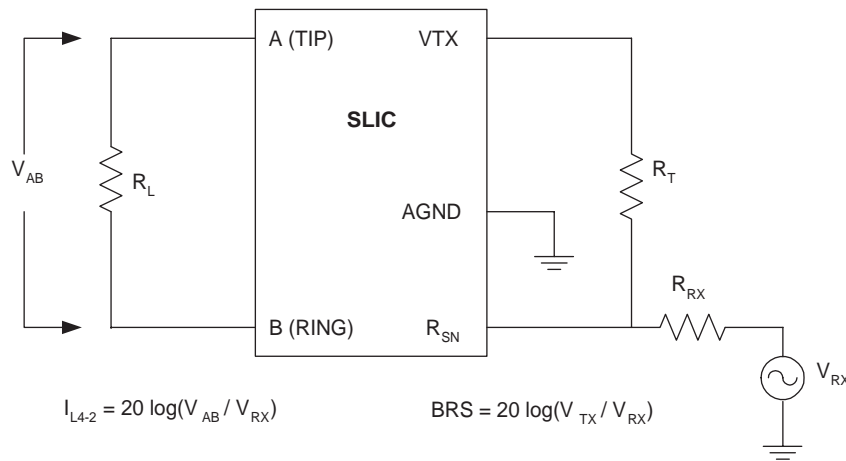 A (TIP)
VTX
SLIC
V_AB
R_L
R_T
AGND
R_RX
B (RING)
R_SN
V_RX
I_L4-2 = 20 log(V_AB / V_RX)
BRS = 20 log(V_TX / V_RX)